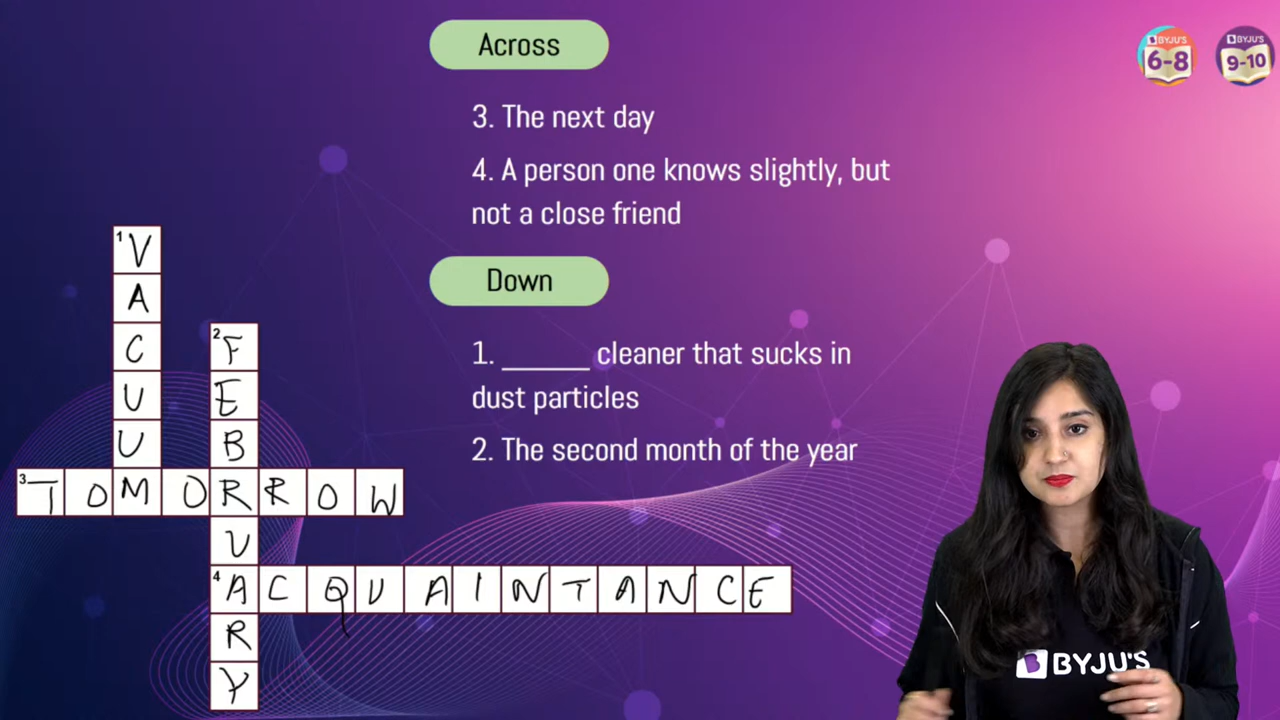 Across
BYJU'S
6-8
BYJU'S
9-10
3. The next day
4. A person one knows slightly, but
not a close friend
Down
1. ______ cleaner that sucks in
dust particles
2. The second month of the year
1 V
A
C
U
U
2 F
E
B
3 T O M O R R O W
U
4 A C Q U A I N T A N C E
R
Y
BYJU'S